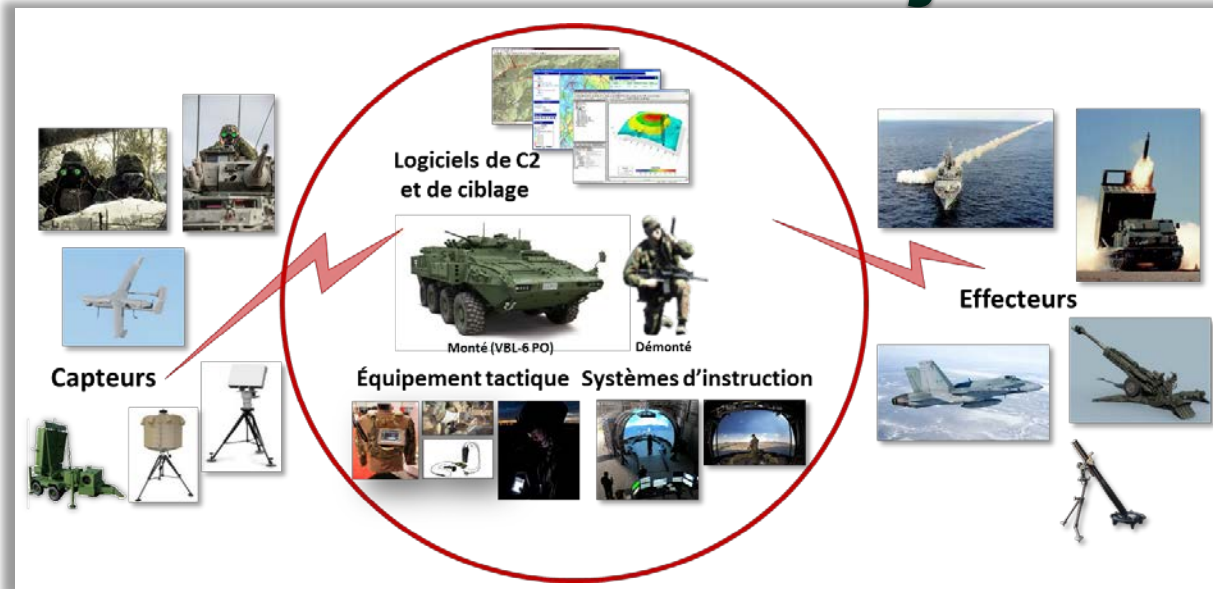 Logiciels de C2
et de ciblage
Monté (VBL-6 PO)
Démonté
Effecteurs
Capteurs
Équipement tactique
Systèmes d’instruction